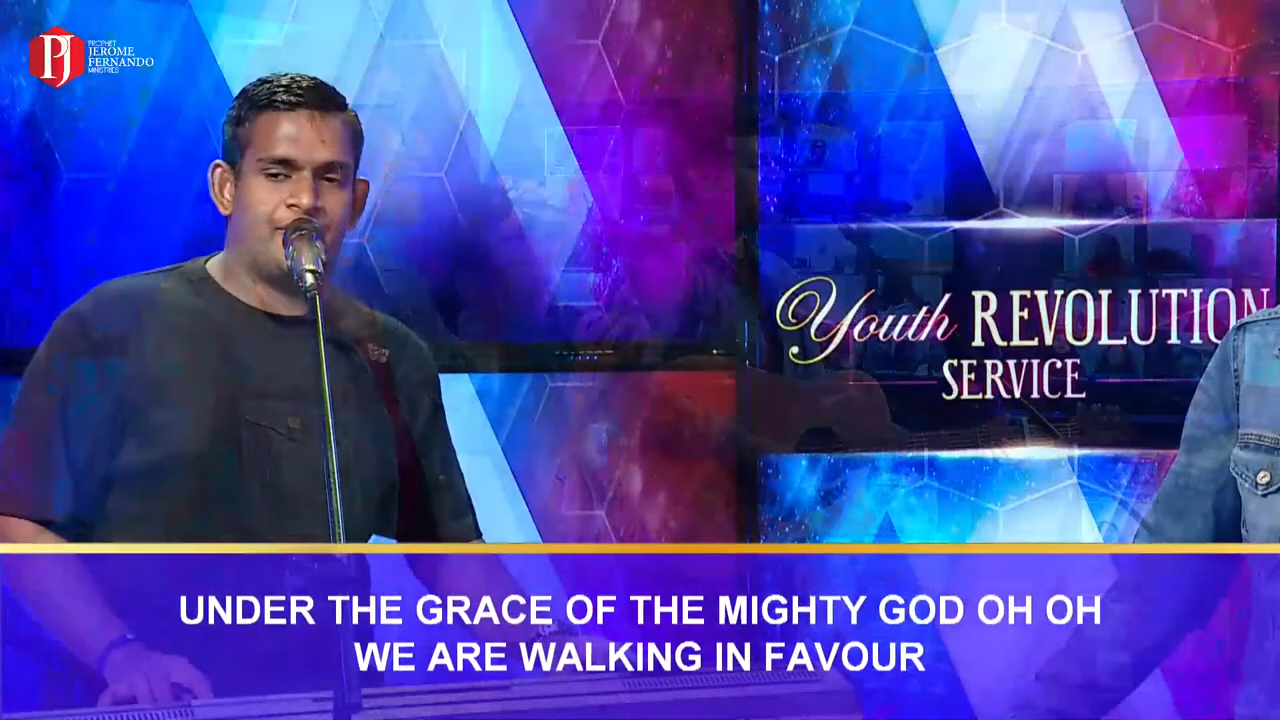 PJ
PROPHET
JEROME
FERNANDO
MINISTRIES
Youth REVOLUTION
SERVICE
UNDER THE GRACE OF THE MIGHTY GOD OH OH
WE ARE WALKING IN FAVOUR